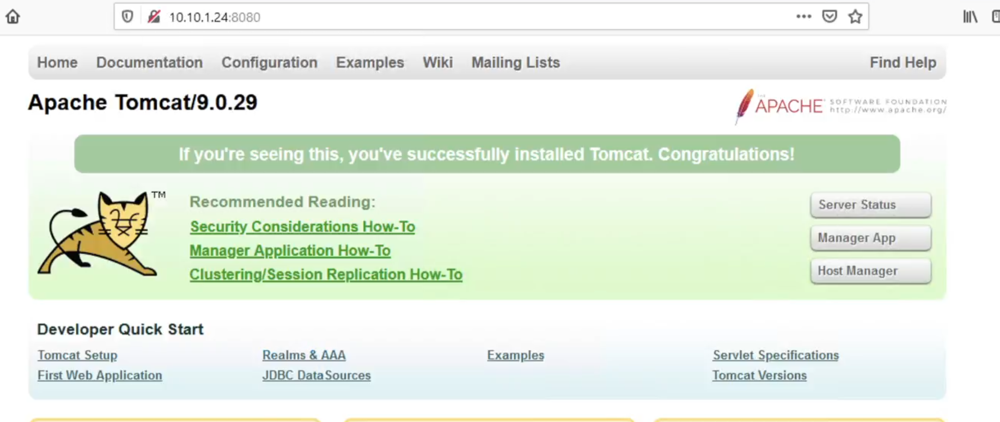 10.10.1.24:8080
Home Documentation Configuration Examples Wiki Mailing Lists Find Help
Apache Tomcat/9.0.29
THE APACHE® SOFTWARE FOUNDATION
http://www.apache.org/
If you're seeing this, you've successfully installed Tomcat. Congratulations!
TM
Recommended Reading:
Security Considerations How-To
Manager Application How-To
Clustering/Session Replication How-To
Server Status
Manager App
Host Manager
Developer Quick Start
Tomcat Setup
First Web Application
Realms & AAA
JDBC DataSources
Examples
Servlet Specifications
Tomcat Versions